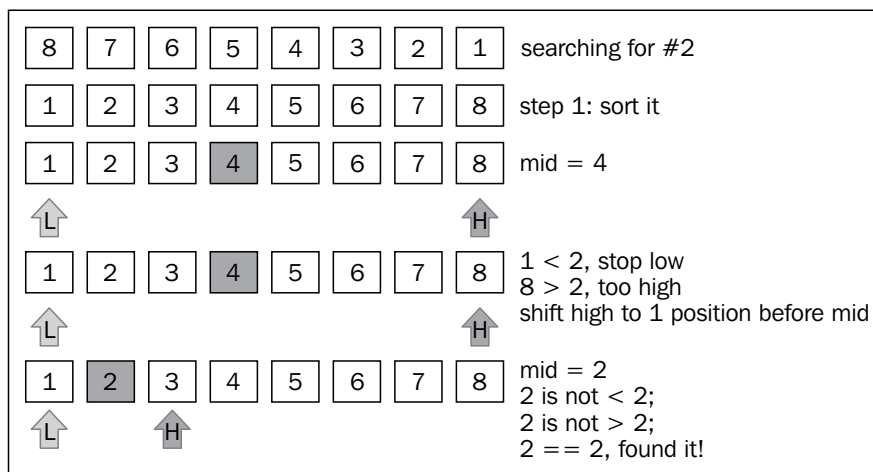 8 7 6 5 4 3 2 1 searching for #2
1 2 3 4 5 6 7 8 step 1: sort it
1 2 3 4 5 6 7 8 mid = 4
L H
1 2 3 4 5 6 7 8 1 < 2, stop low
8 > 2, too high
shift high to 1 position before mid
L H
1 2 3 4 5 6 7 8 mid = 2
2 is not < 2;
2 is not > 2;
2 == 2, found it!
L H